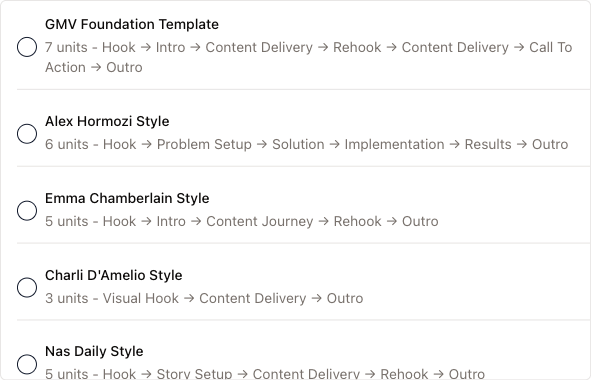 GMV Foundation Template
7 units - Hook → Intro → Content Delivery → Rehook → Content Delivery → Call To
Action → Outro
Alex Hormozi Style
6 units - Hook → Problem Setup → Solution → Implementation → Results → Outro
Emma Chamberlain Style
5 units - Hook → Intro → Content Journey → Rehook → Outro
Charli D'Amelio Style
3 units - Visual Hook → Content Delivery → Outro
Nas Daily Style
5 units - Hook → Story Setup → Content Delivery → Rehook → Outro